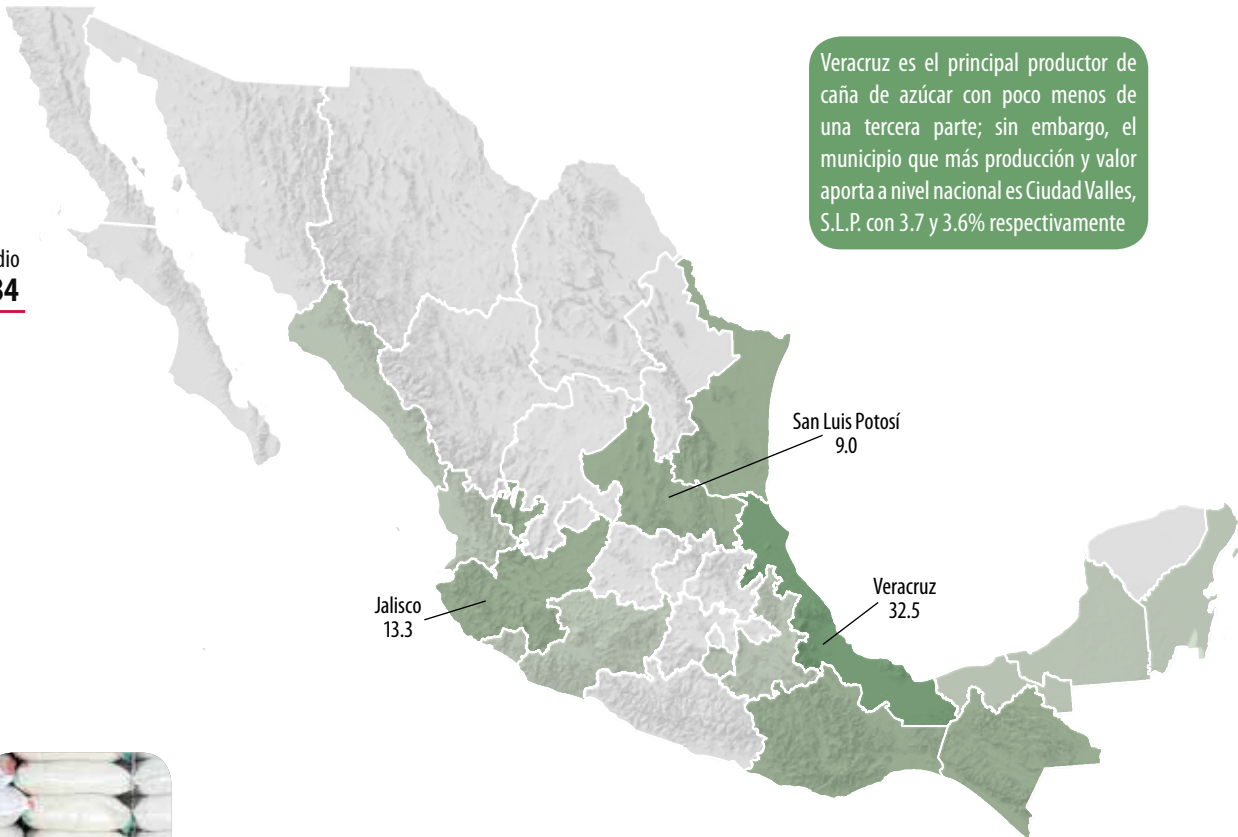 Veracruz es el principal productor de
caña de azúcar con poco menos de
una tercera parte; sin embargo, el
municipio que más producción y valor
aporta a nivel nacional es Ciudad Valles,
S.L.P. con 3.7 y 3.6% respectivamente
San Luis Potosí
9.0
Veracruz
32.5
Jalisco
13.3